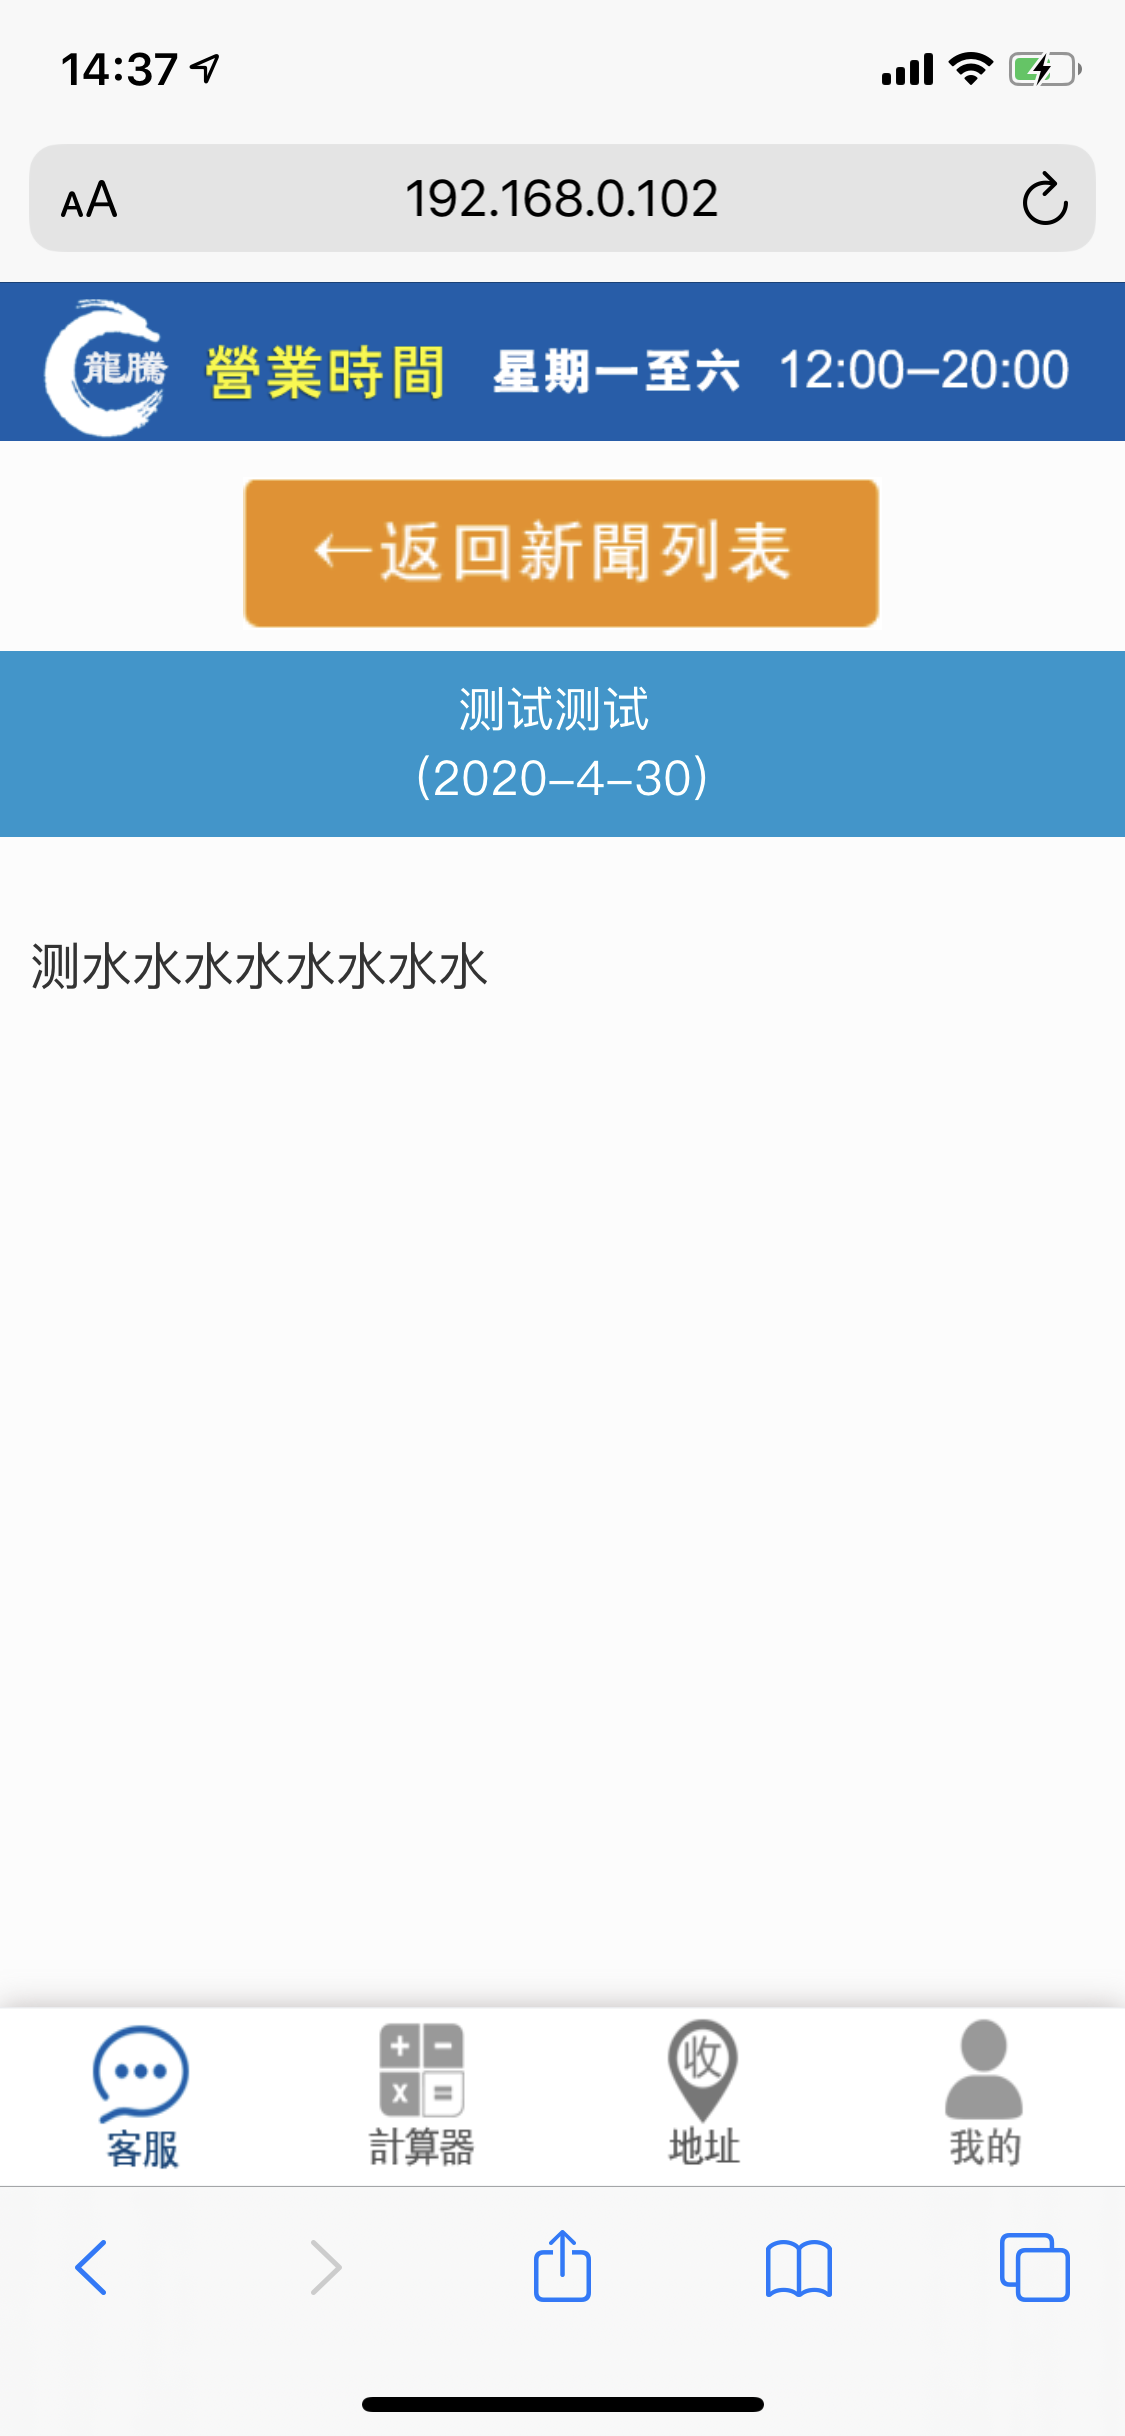 14:37
AA 192.168.0.102
龍騰 營業時間 星期一至六 12:00–20:00
←返回新聞列表
测试测试
(2020-4-30)
测水水水水水水水水
收
客服 計算器 地址 我的